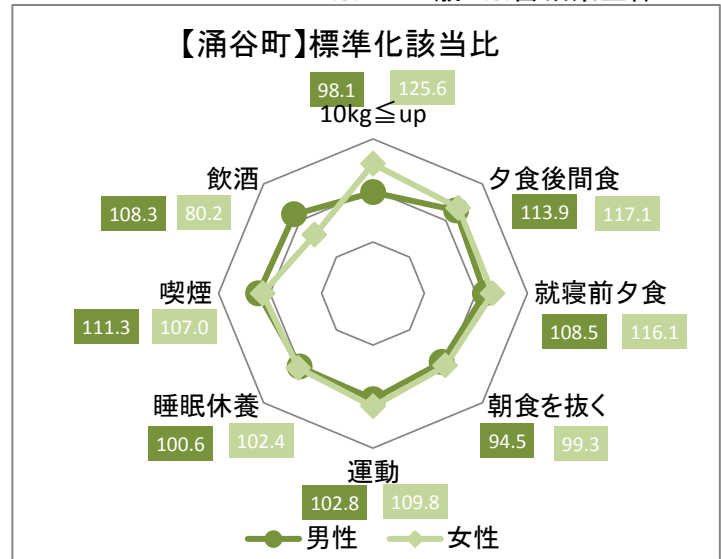 【涌谷町】標準化該当比
98.1 125.6
10kg≦up
飲酒
108.3 80.2
夕食後間食
113.9 117.1
喫煙
111.3 107.0
就寝前夕食
108.5 116.1
睡眠休養
100.6 102.4
朝食を抜く
94.5 99.3
運動
102.8 109.8
男性 女性